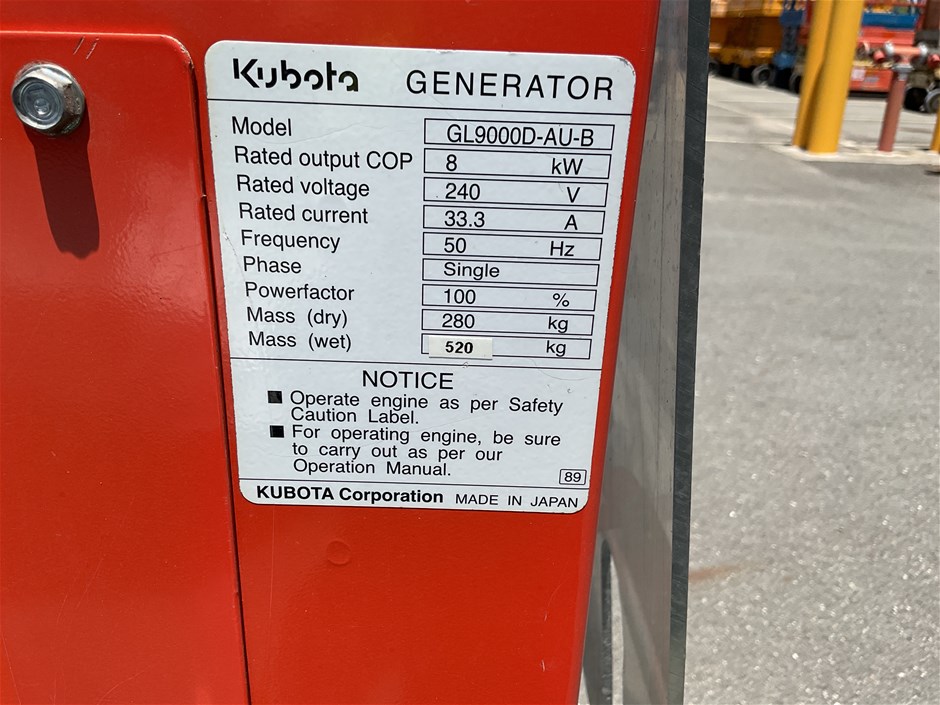 Kubota GENERATOR
Model GL9000D-AU-B
Rated output COP 8 kW
Rated voltage 240 V
Rated current 33.3 A
Frequency 50 Hz
Phase Single
Powerfactor 100 %
Mass (dry) 280 kg
Mass (wet) 520 kg
NOTICE
■ Operate engine as per Safety
Caution Label.
■ For operating engine, be sure
to carry out as per our
Operation Manual.
89
KUBOTA Corporation MADE IN JAPAN